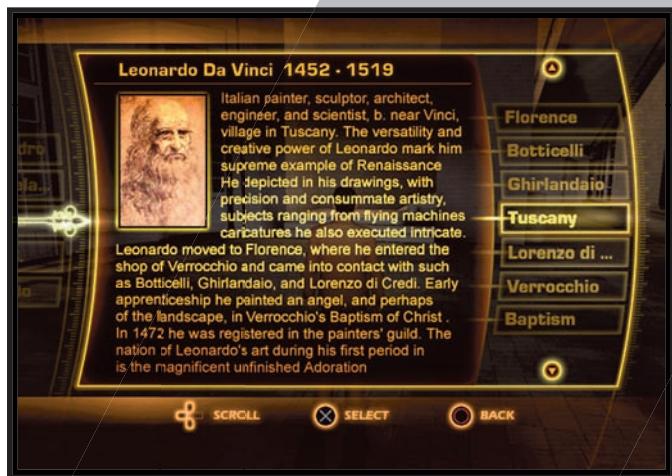 Leonardo Da Vinci 1452 - 1519
Italian painter, sculptor, architect,
engineer, and scientist, b. near Vinci,
village in Tuscany. The versatility and
creative power of Leonardo mark him
supreme example of Renaissance
He depicted in his drawings, with
precision and consummate artistry,
subjects ranging from flying machines
caricatures he also executed intricate.
Leonardo moved to Florence, where he entered the
shop of Verrocchio and came into contact with such
as Botticelli, Ghirlandaio, and Lorenzo di Credi. Early
apprenticeship he painted an angel, and perhaps
of the landscape, in Verrocchio's Baptism of Christ .
In 1472 he was registered in the painters' guild. The
nation of Leonardo's art during his first period in
is the magnificent unfinished Adoration
Florence
Botticelli
Ghirlandaio
Tuscany
Lorenzo di ...
Verrocchio
Baptism
SCROLL
SELECT
BACK